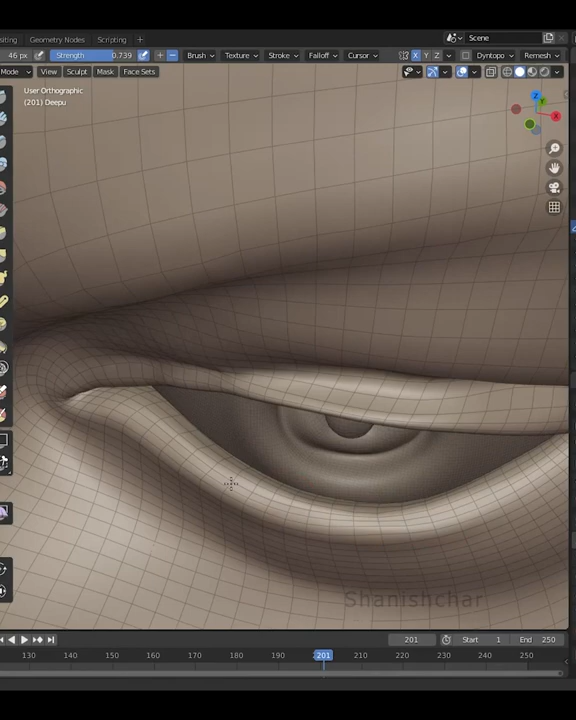 siting Geometry Nodes Scripting + Scene
46 px Strength 0.739 + − Brush Texture Stroke Falloff Cursor X Y Z Dyntopo Remesh
Mode View Sculpt Mask Face Sets
User Orthographic
(201) Deepu
Z
Y
X
Shanishchar
201 Start 1 End 250
130 140 150 160 170 180 190 201 210 220 230 240 250